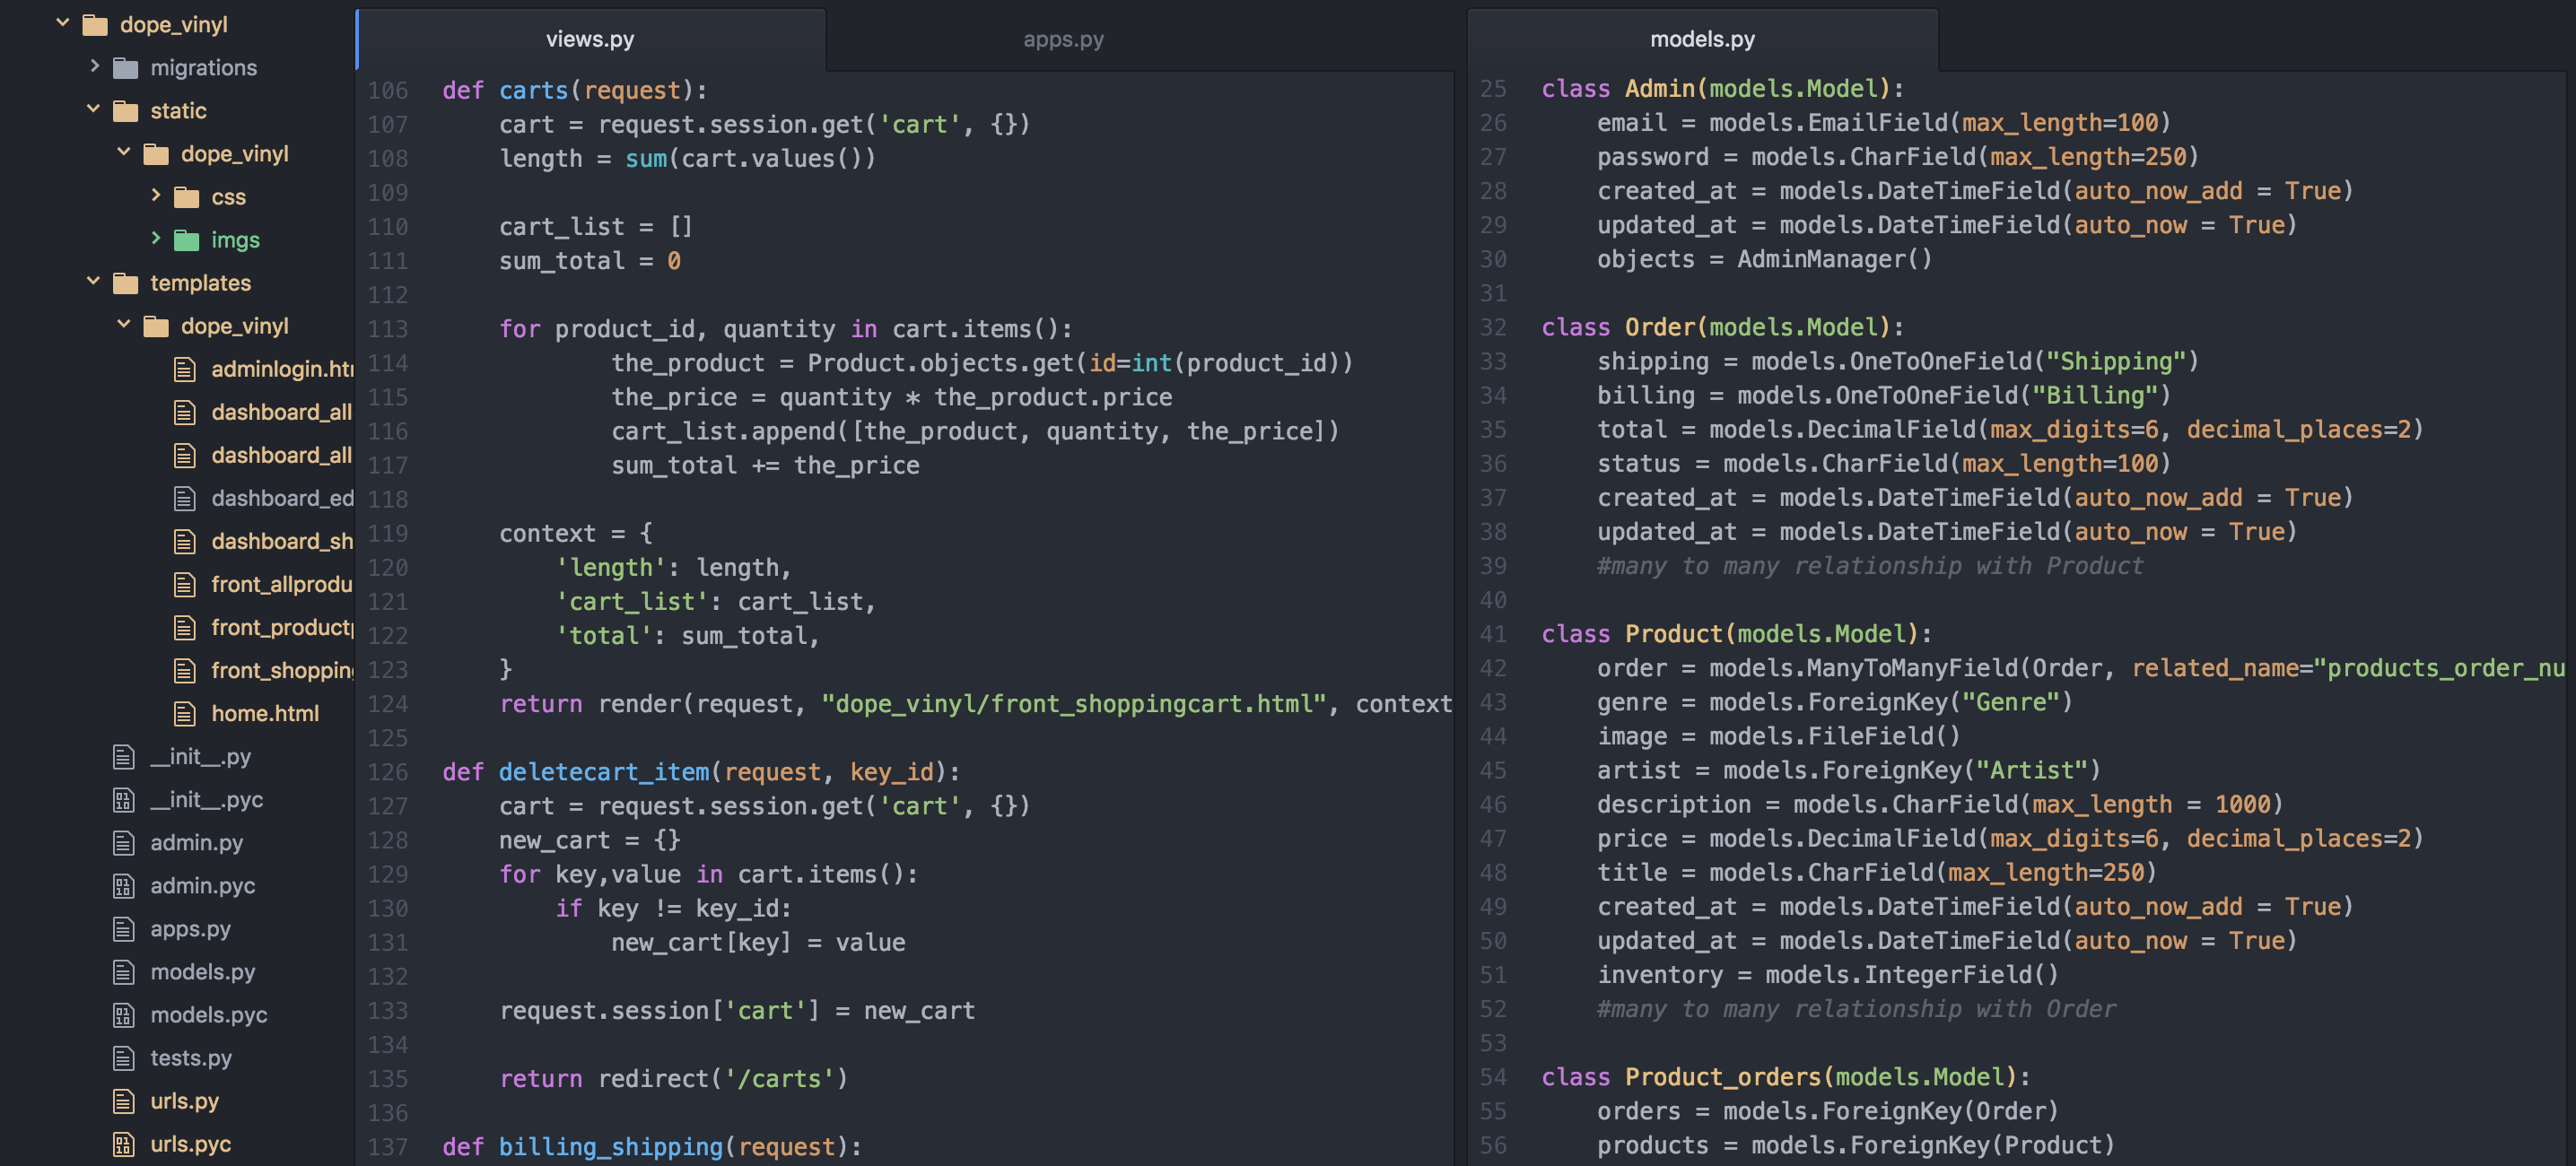 dope_vinyl
migrations
static
dope_vinyl
css
imgs
templates
dope_vinyl
adminlogin.htm
dashboard_all
dashboard_all
dashboard_ed
dashboard_sh
front_allprodu
front_productp
front_shopping
home.html
__init__.py
__init__.pyc
admin.py
admin.pyc
apps.py
models.py
models.pyc
tests.py
urls.py
urls.pyc
views.py
apps.py
106 def carts(request):
107     cart = request.session.get('cart', {})
108     length = sum(cart.values())
109
110     cart_list = []
111     sum_total = 0
112
113     for product_id, quantity in cart.items():
114             the_product = Product.objects.get(id=int(product_id))
115             the_price = quantity * the_product.price
116             cart_list.append([the_product, quantity, the_price])
117             sum_total += the_price
118
119     context = {
120         'length': length,
121         'cart_list': cart_list,
122         'total': sum_total,
123     }
124     return render(request, "dope_vinyl/front_shoppingcart.html", context
125
126 def deletecart_item(request, key_id):
127     cart = request.session.get('cart', {})
128     new_cart = {}
129     for key,value in cart.items():
130         if key != key_id:
131             new_cart[key] = value
132
133     request.session['cart'] = new_cart
134
135     return redirect('/carts')
136
137 def billing_shipping(request):
models.py
25 class Admin(models.Model):
26     email = models.EmailField(max_length=100)
27     password = models.CharField(max_length=250)
28     created_at = models.DateTimeField(auto_now_add = True)
29     updated_at = models.DateTimeField(auto_now = True)
30     objects = AdminManager()
31
32 class Order(models.Model):
33     shipping = models.OneToOneField("Shipping")
34     billing = models.OneToOneField("Billing")
35     total = models.DecimalField(max_digits=6, decimal_places=2)
36     status = models.CharField(max_length=100)
37     created_at = models.DateTimeField(auto_now_add = True)
38     updated_at = models.DateTimeField(auto_now = True)
39     #many to many relationship with Product
40
41 class Product(models.Model):
42     order = models.ManyToManyField(Order, related_name="products_order_nu
43     genre = models.ForeignKey("Genre")
44     image = models.FileField()
45     artist = models.ForeignKey("Artist")
46     description = models.CharField(max_length = 1000)
47     price = models.DecimalField(max_digits=6, decimal_places=2)
48     title = models.CharField(max_length=250)
49     created_at = models.DateTimeField(auto_now_add = True)
50     updated_at = models.DateTimeField(auto_now = True)
51     inventory = models.IntegerField()
52     #many to many relationship with Order
53
54 class Product_orders(models.Model):
55     orders = models.ForeignKey(Order)
56     products = models.ForeignKey(Product)